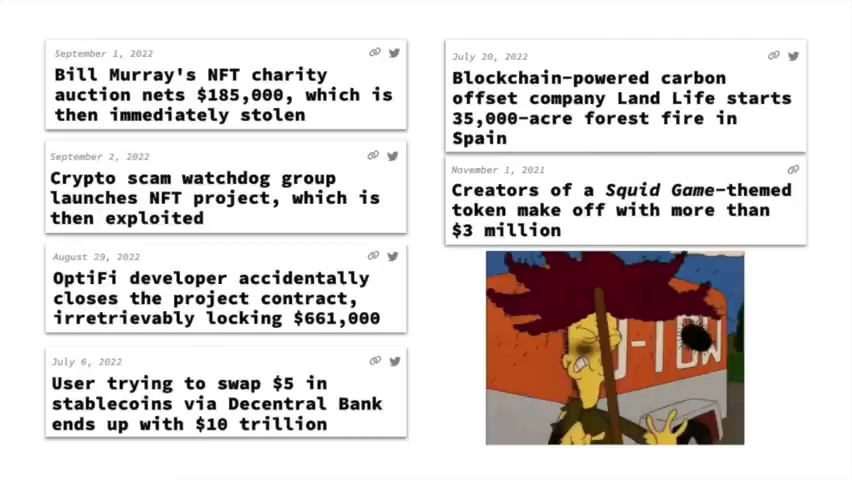 September 1, 2022
Bill Murray's NFT charity
auction nets $185,000, which is
then immediately stolen
September 2, 2022
Crypto scam watchdog group
launches NFT project, which is
then exploited
August 29, 2022
OptiFi developer accidentally
closes the project contract,
irretrievably locking $661,000
July 6, 2022
User trying to swap $5 in
stablecoins via Decentral Bank
ends up with $10 trillion
July 20, 2022
Blockchain-powered carbon
offset company Land Life starts
35,000-acre forest fire in
Spain
November 1, 2021
Creators of a Squid Game-themed
token make off with more than
$3 million